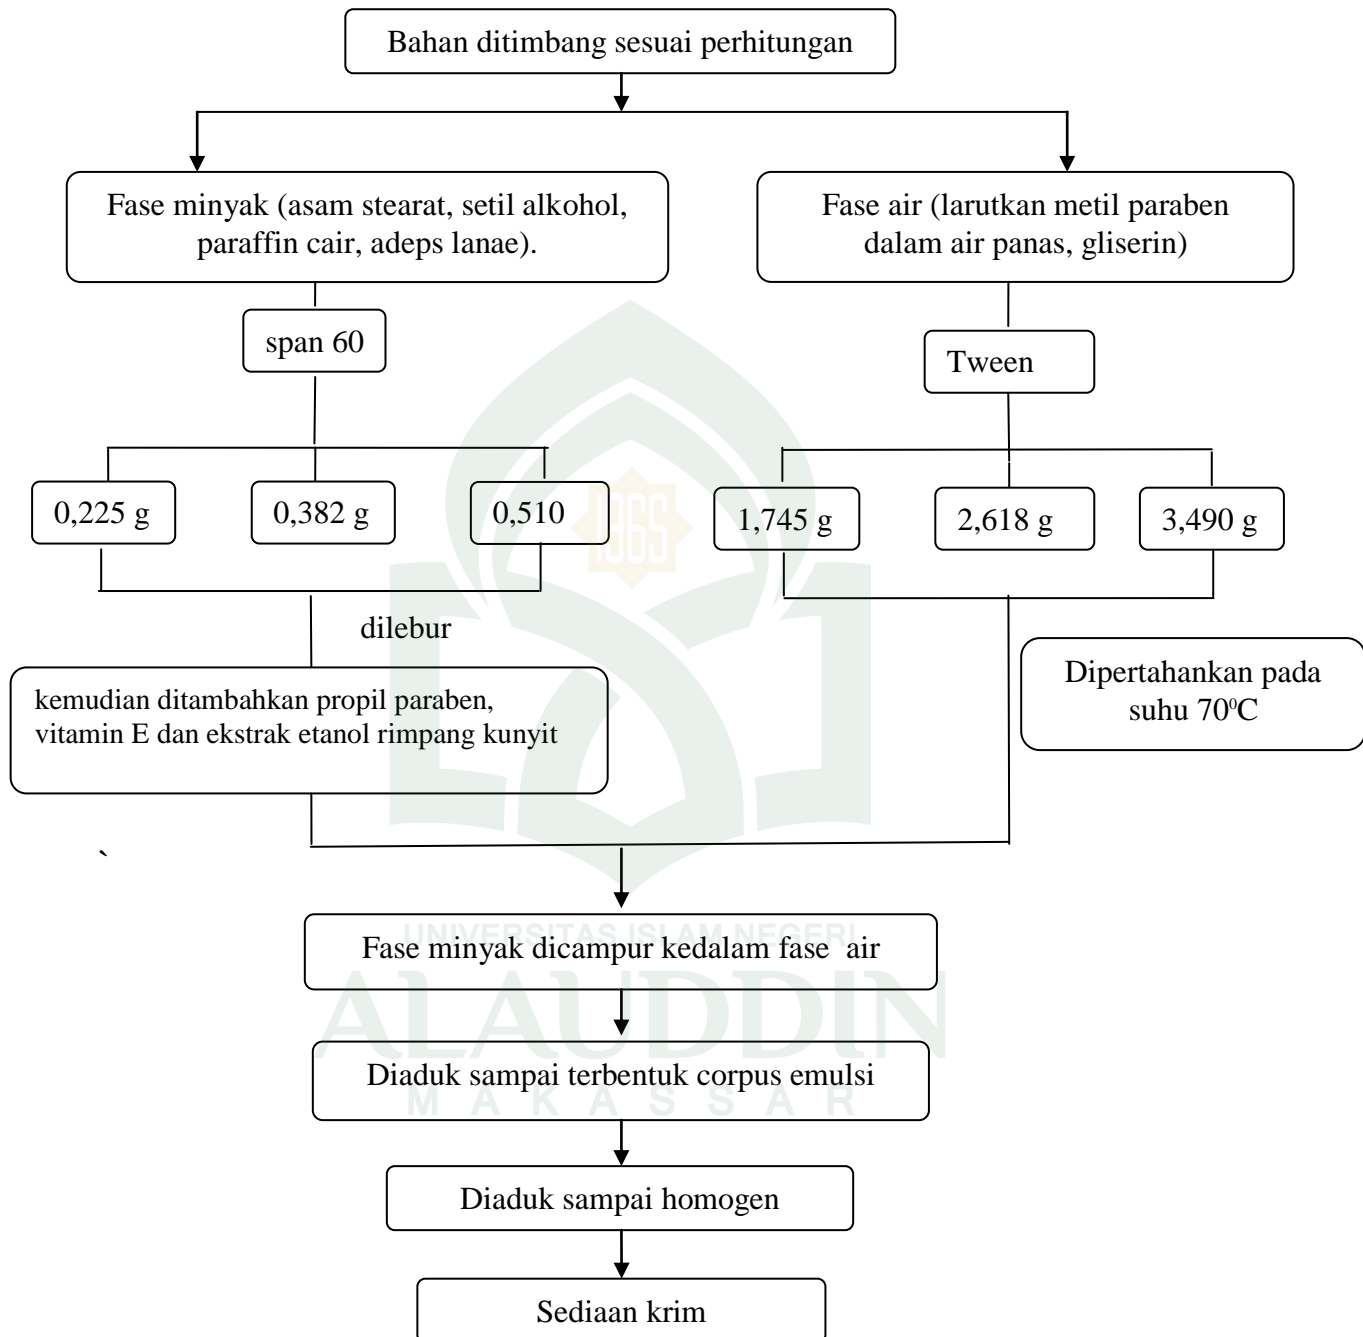 Bahan ditimbang sesuai perhitungan
Fase minyak (asam stearat, setil alkohol,
paraffin cair, adeps lanae).
Fase air (larutkan metil paraben
dalam air panas, gliserin)
span 60
Tween
0,225 g
0,382 g
0,510
1,745 g
2,618 g
3,490 g
dilebur
kemudian ditambahkan propil paraben,
vitamin E dan ekstrak etanol rimpang kunyit
Dipertahankan pada
suhu 70⁰C
`
Fase minyak dicampur kedalam fase  air
Diaduk sampai terbentuk corpus emulsi
Diaduk sampai homogen
Sediaan krim
1965
UNIVERSITAS ISLAM NEGERI
ALAUDDIN
MAKASSAR